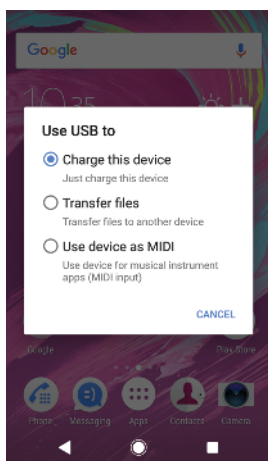 Google
10 35
Use USB to
Charge this device
Just charge this device
Transfer files
Transfer files to another device
Use device as MIDI
Use device for musical instrument
apps (MIDI input)
CANCEL
Google
Play Store
Phone
Messaging
Apps
Contacts
Camera